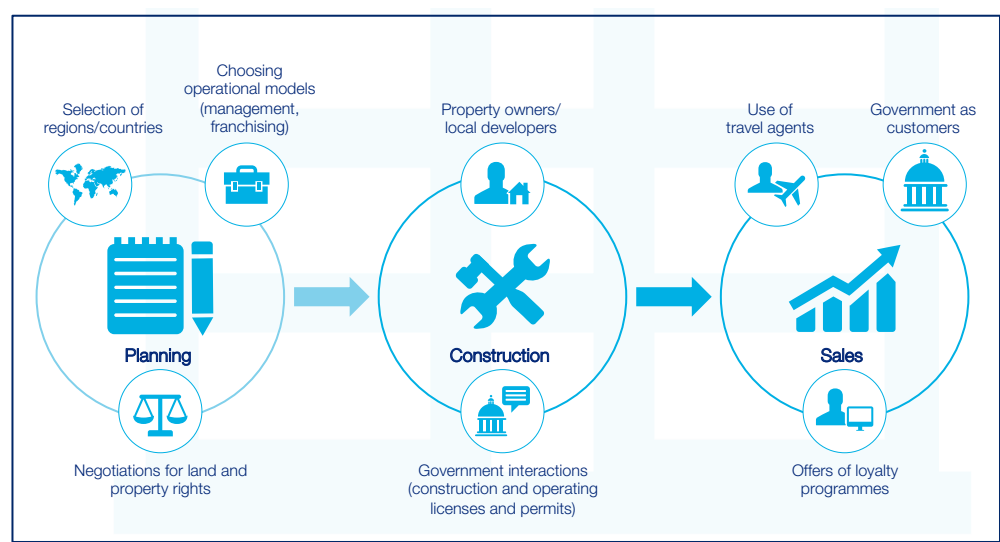 Selection of
regions/countries
Choosing
operational models
(management,
franchising)
Planning
Negotiations for land and
property rights
Property owners/
local developers
Construction
Government interactions
(construction and operating
licenses and permits)
Use of
travel agents
Government as
customers
Sales
Offers of loyalty
programmes